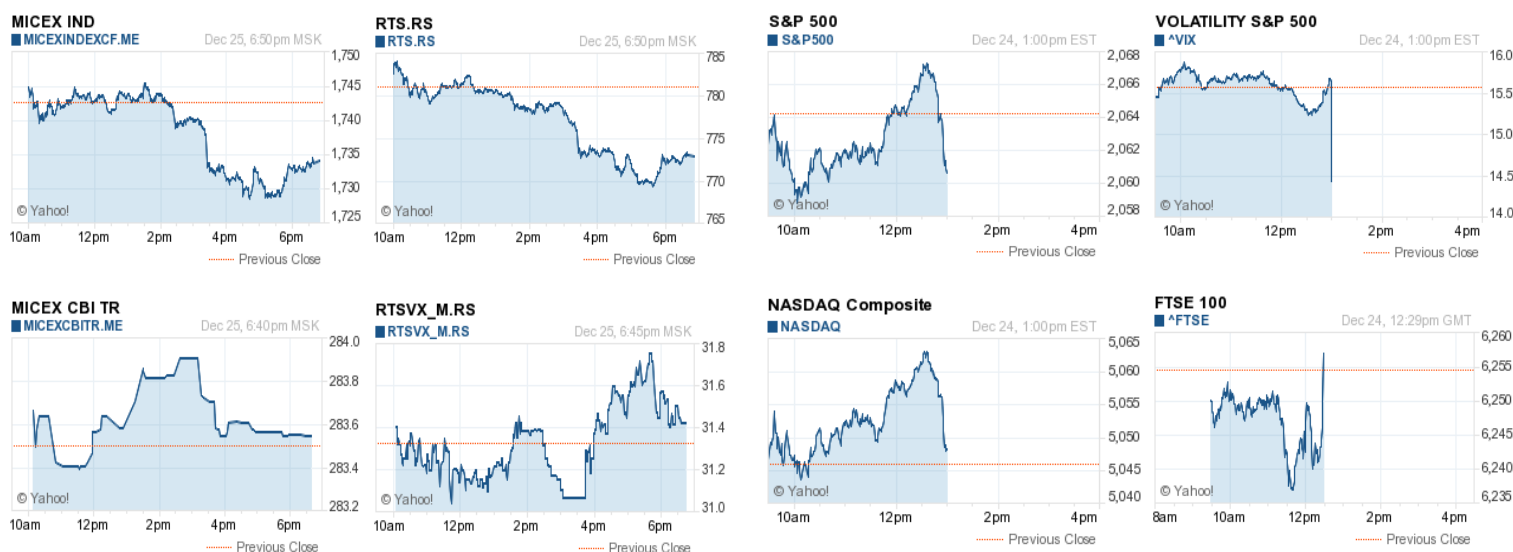 MICEX IND
MICEXINDEXCF.ME Dec 25, 6:50pm MSK
1,750
1,745
1,740
1,735
1,730
1,725
© Yahoo!
10am 12pm 2pm 4pm 6pm
Previous Close
RTS.RS
RTS.RS Dec 25, 6:50pm MSK
785
780
775
770
765
© Yahoo!
10am 12pm 2pm 4pm 6pm
Previous Close
S&P 500
S&P500 Dec 24, 1:00pm EST
2,068
2,066
2,064
2,062
2,060
2,058
© Yahoo!
10am 12pm 2pm 4pm
Previous Close
VOLATILITY S&P 500
^VIX Dec 24, 1:00pm EST
16.0
15.5
15.0
14.5
14.0
© Yahoo!
10am 12pm 2pm 4pm
Previous Close
MICEX CBI TR
MICEXCBITR.ME Dec 25, 6:40pm MSK
284.0
283.8
283.6
283.4
283.2
© Yahoo!
10am 12pm 2pm 4pm 6pm
Previous Close
RTSVX_M.RS
RTSVX_M.RS Dec 25, 6:45pm MSK
31.8
31.6
31.4
31.2
31.0
© Yahoo!
10am 12pm 2pm 4pm 6pm
Previous Close
NASDAQ Composite
NASDAQ Dec 24, 1:00pm EST
5,065
5,060
5,055
5,050
5,045
5,040
© Yahoo!
10am 12pm 2pm 4pm
Previous Close
FTSE 100
^FTSE Dec 24, 12:29pm GMT
6,260
6,255
6,250
6,245
6,240
6,235
© Yahoo!
8am 10am 12pm 2pm 4pm
Previous Close